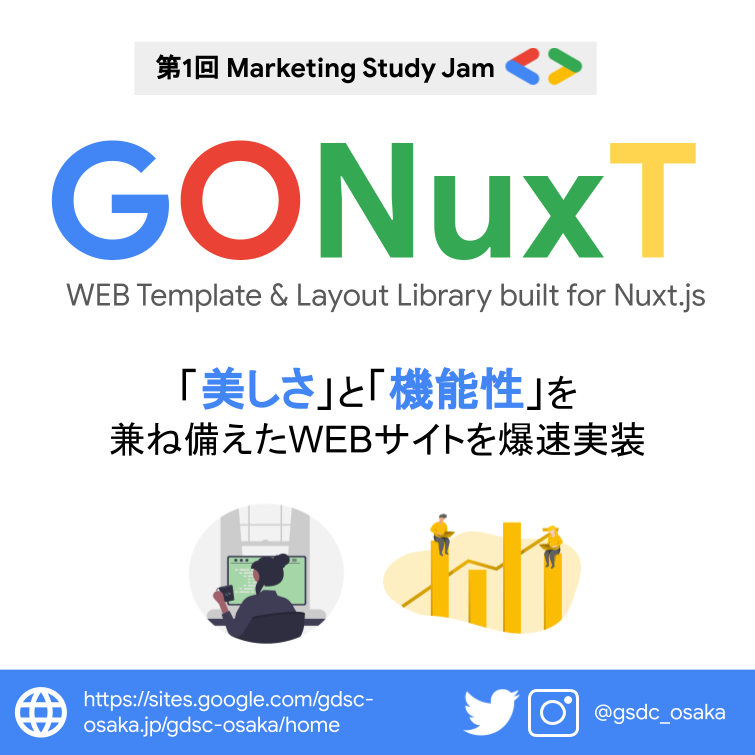 第1回 Marketing Study Jam
GONuxT
WEB Template & Layout Library built for Nuxt.js
「美しさ」と「機能性」を
兼ね備えたWEBサイトを爆速実装
https://sites.google.com/gdsc-
osaka.jp/gdsc-osaka/home
@gsdc_osaka